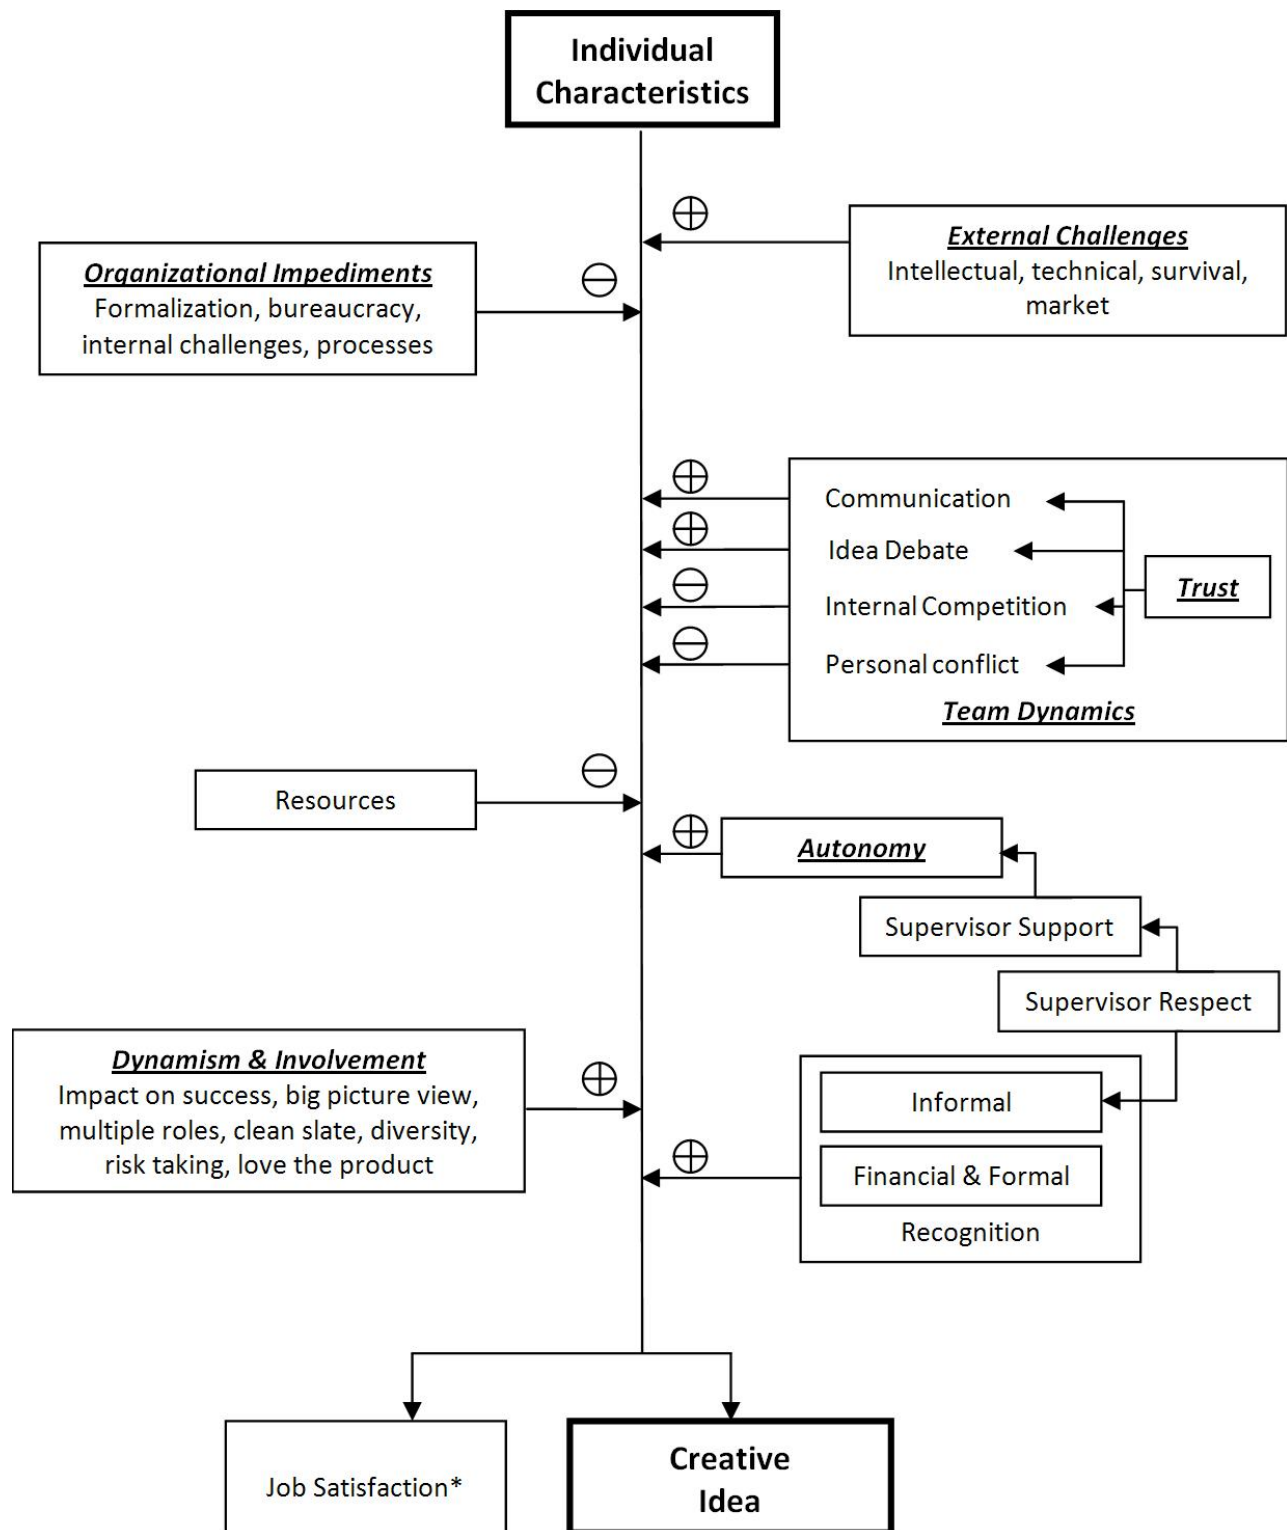 Individual
Characteristics
External Challenges
Intellectual, technical, survival,
market
Organizational Impediments
Formalization, bureaucracy,
internal challenges, processes
Communication
Idea Debate
Trust
Internal Competition
Personal conflict
Team Dynamics
Resources
Autonomy
Supervisor Support
Supervisor Respect
Dynamism & Involvement
Impact on success, big picture view,
multiple roles, clean slate, diversity,
risk taking, love the product
Informal
Financial & Formal
Recognition
Job Satisfaction*
Creative
Idea